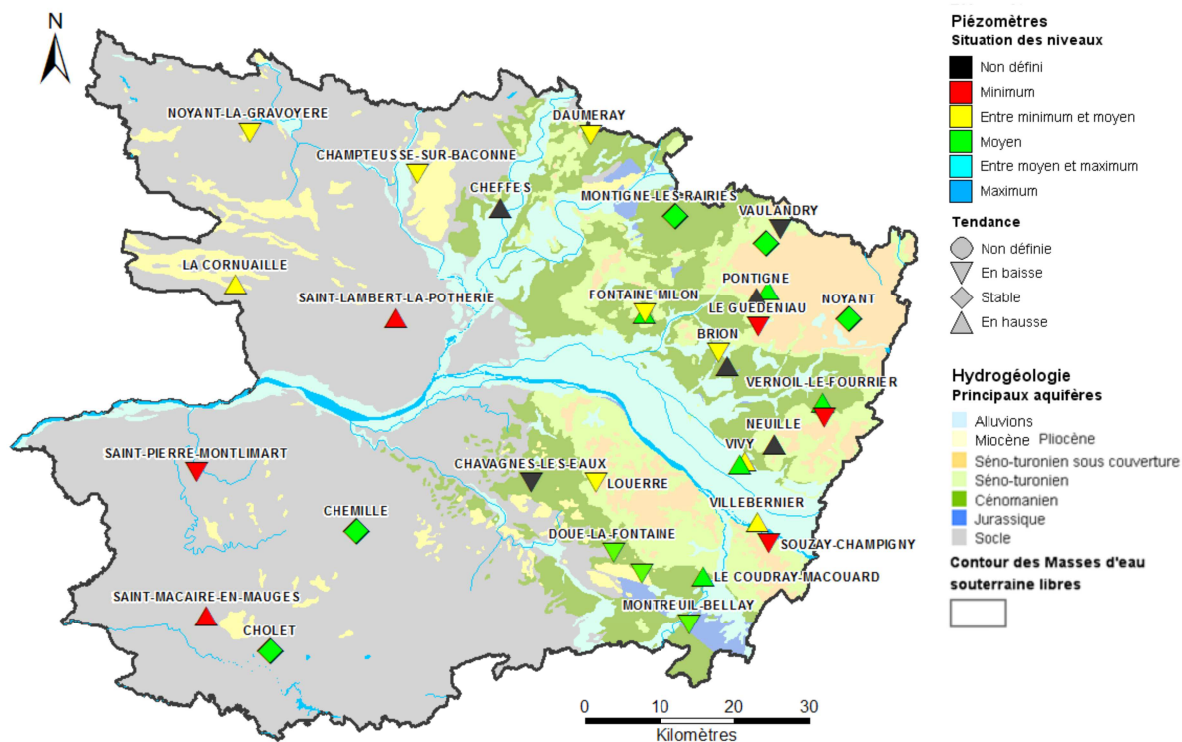 N
NOYANT-LA-GRAVOYERE
DAUMERAY
CHAMPTEUSSE-SUR-BACONNE
CHEFFES
MONTIGNE-LES-RAIRIES
VAULANDRY
LA CORNUAILLE
PONTIGNE
SAINT-LAMBERT-LA-POTHERIE
FONTAINE MILON
LE GUEDENIAU
NOYANT
BRION
VERNOIL-LE-FOURRIER
NEUILLE
VIVY
SAINT-PIERRE-MONTLIMART
CHAVAGNES-LES-EAUX
LOUERRE
VILLEBERNIER
CHEMILLE
DOUE-LA-FONTAINE
SOUZAY-CHAMPIGNY
LE COUDRAY-MACOUARD
SAINT-MACAIRE-EN-MAUGES
MONTREUIL-BELLAY
CHOLET
0 10 20 30
Kilomètres
Piézomètres
Situation des niveaux
Non défini
Minimum
Entre minimum et moyen
Moyen
Entre moyen et maximum
Maximum
Tendance
Non définie
En baisse
Stable
En hausse
Hydrogéologie
Principaux aquifères
Alluvions
Miocène Pliocène
Séno-turonien sous couverture
Séno-turonien
Cénomanien
Jurassique
Socle
Contour des Masses d'eau
souterraine libres